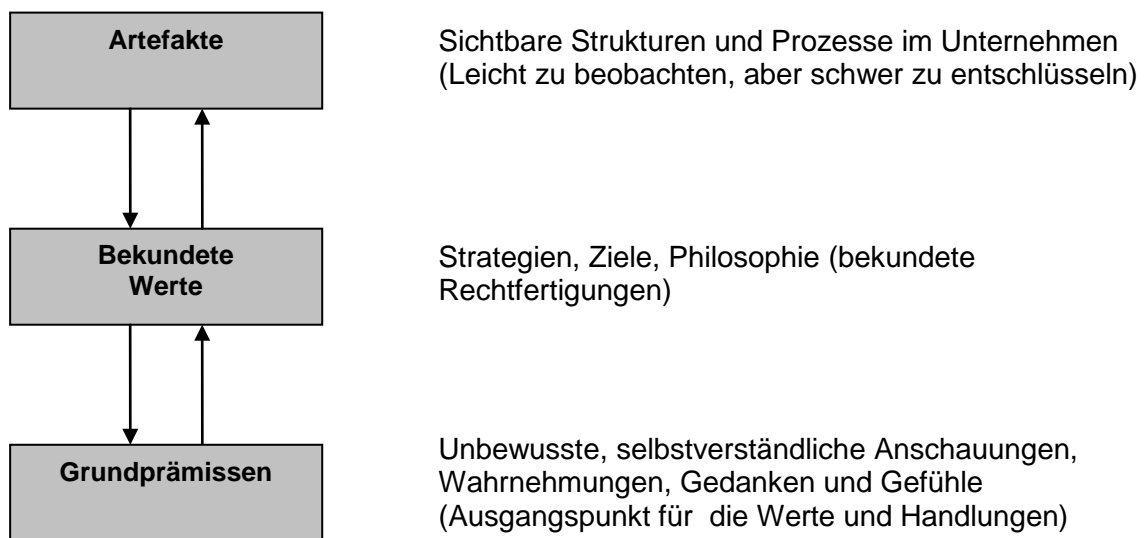 Artefakte
Sichtbare Strukturen und Prozesse im Unternehmen
(Leicht zu beobachten, aber schwer zu entschlüsseln)
Bekundete
Werte
Strategien, Ziele, Philosophie (bekundete
Rechtfertigungen)
Grundprämissen
Unbewusste, selbstverständliche Anschauungen,
Wahrnehmungen, Gedanken und Gefühle
(Ausgangspunkt für  die Werte und Handlungen)